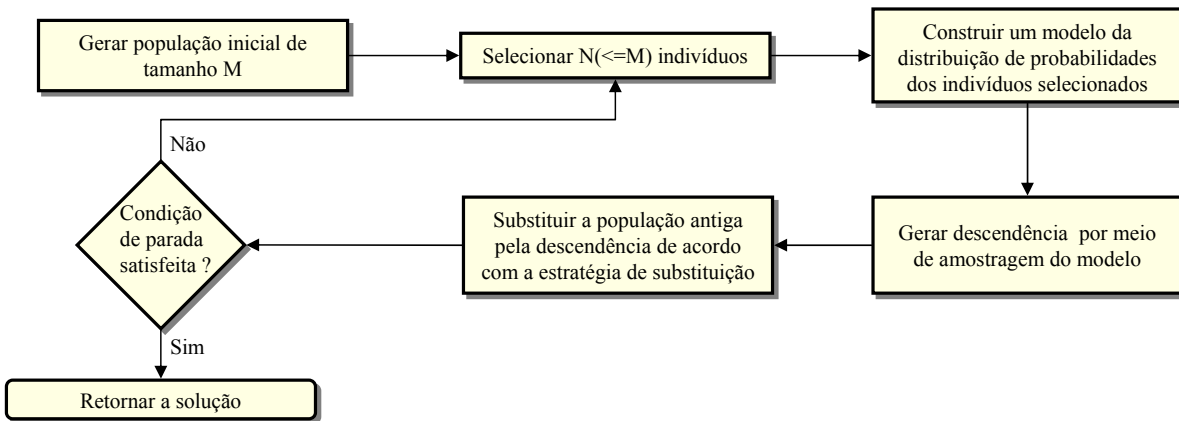 Gerar população inicial de
tamanho M
Selecionar N(<=M) indivíduos
Construir um modelo da
distribuição de probabilidades
dos indivíduos selecionados
Não
Condição
de parada
satisfeita ?
Substituir a população antiga
pela descendência de acordo
com a estratégia de substituição
Gerar descendência por meio
de amostragem do modelo
Sim
Retornar a solução